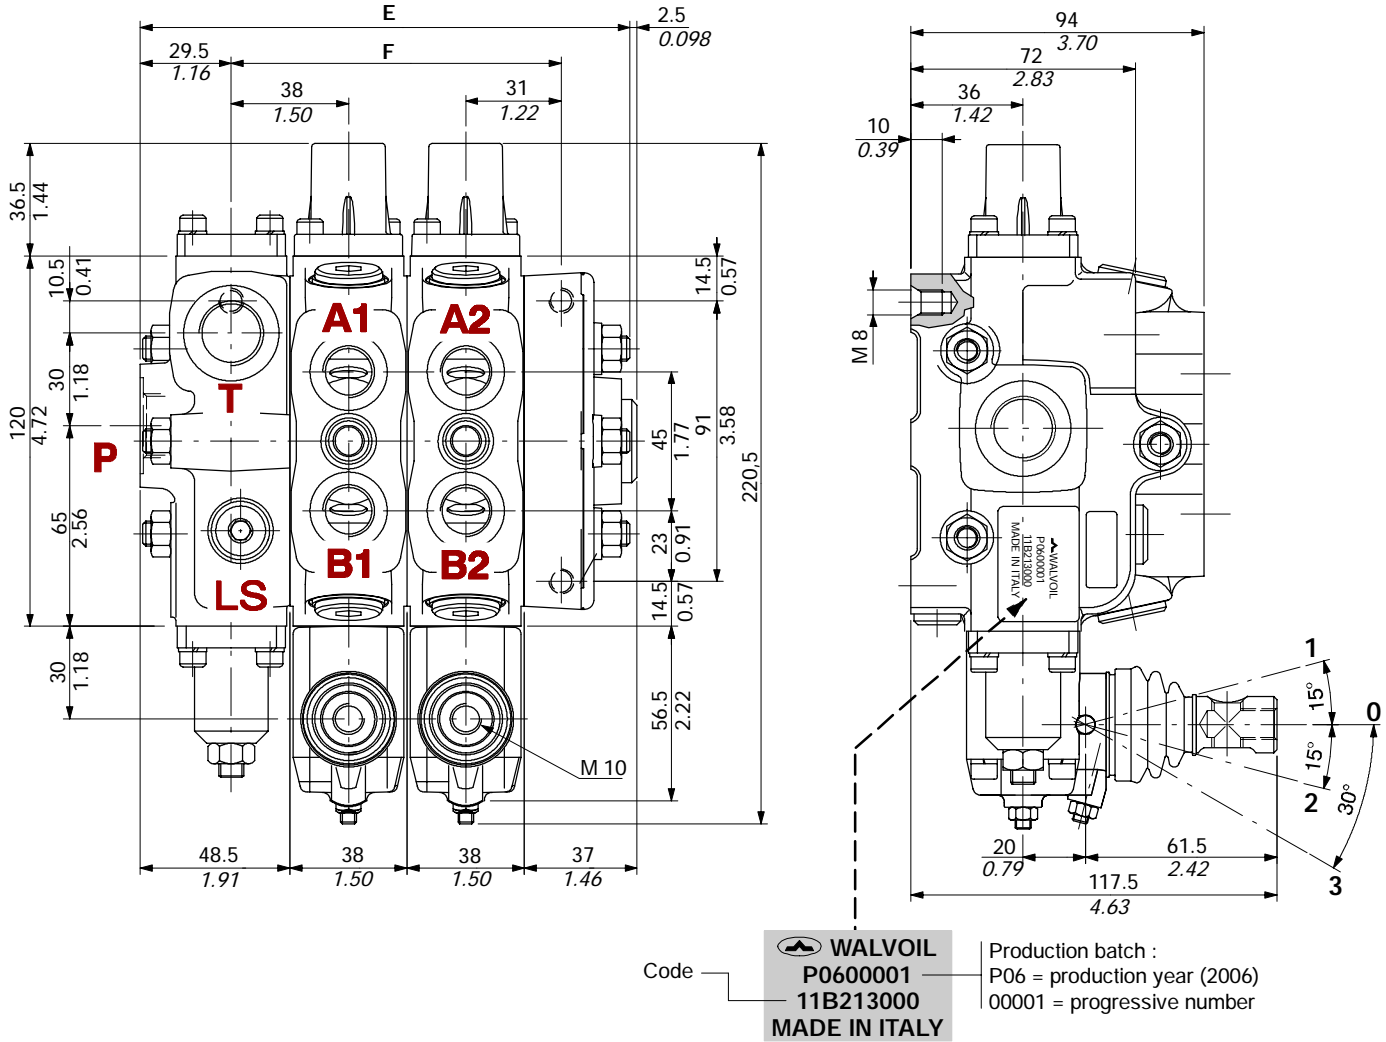 E
2.5
0.098
29.5
1.16
F
38
1.50
31
1.22
36.5
1.44
10.5
0.41
30
1.18
120
4.72
65
2.56
30
1.18
P
T
LS
A1
A2
B1
B2
14.5
0.57
45
1.77
91
3.58
23
0.91
14.5
0.57
220,5
56.5
2.22
M 10
48.5
1.91
38
1.50
38
1.50
37
1.46
94
3.70
72
2.83
36
1.42
10
0.39
M 8
WALVOIL
P0600001
11B213000
MADE IN ITALY
1
15°
0
15°
2
30°
3
20
0.79
61.5
2.42
117.5
4.63
Code
WALVOIL
P0600001
11B213000
MADE IN ITALY
Production batch :
P06 = production year (2006)
00001 = progressive number